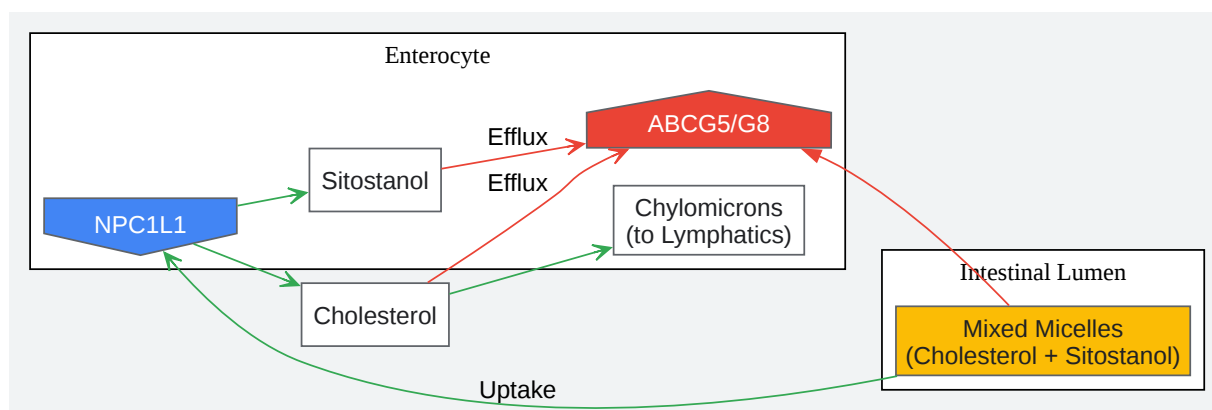 Enterocyte
ABCG5/G8
Efflux
Sitostanol
Efflux
NPC1L1
Chylomicrons
(to Lymphatics)
Cholesterol
Intestinal Lumen
Mixed Micelles
(Cholesterol + Sitostanol)
Uptake